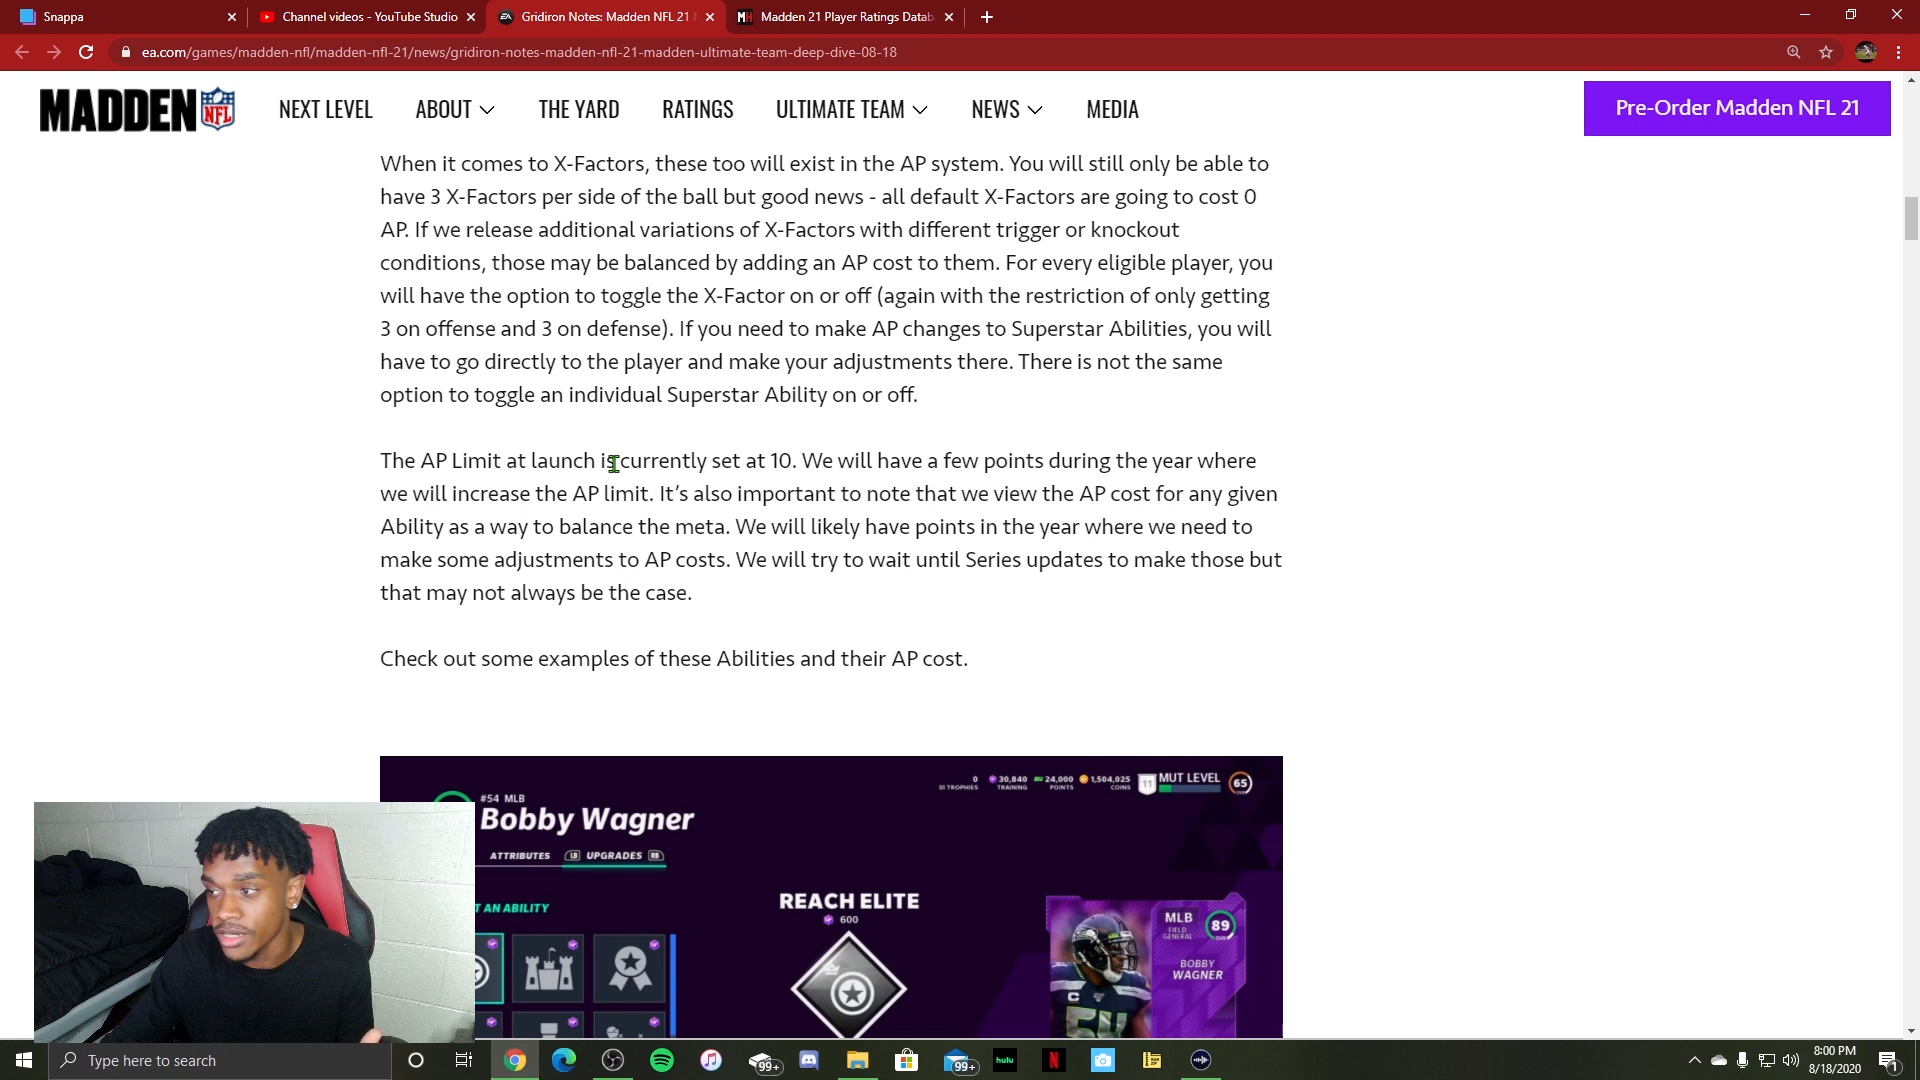 Snappa
Channel videos - YouTube Studio
Gridiron Notes: Madden NFL 21
Madden 21 Player Ratings Datab
ea.com/games/madden-nfl/madden-nfl-21/news/gridiron-notes-madden-nfl-21-madden-ultimate-team-deep-dive-08-18
MADDEN NFL
NEXT LEVEL
ABOUT
THE YARD
RATINGS
ULTIMATE TEAM
NEWS
MEDIA
Pre-Order Madden NFL 21
When it comes to X-Factors, these too will exist in the AP system. You will still only be able to
have 3 X-Factors per side of the ball but good news - all default X-Factors are going to cost 0
AP. If we release additional variations of X-Factors with different trigger or knockout
conditions, those may be balanced by adding an AP cost to them. For every eligible player, you
will have the option to toggle the X-Factor on or off (again with the restriction of only getting
3 on offense and 3 on defense). If you need to make AP changes to Superstar Abilities, you will
have to go directly to the player and make your adjustments there. There is not the same
option to toggle an individual Superstar Ability on or off.
The AP Limit at launch is currently set at 10. We will have a few points during the year where
we will increase the AP limit. It's also important to note that we view the AP cost for any given
Ability as a way to balance the meta. We will likely have points in the year where we need to
make some adjustments to AP costs. We will try to wait until Series updates to make those but
that may not always be the case.
Check out some examples of these Abilities and their AP cost.
0
SI TROPHIES
30,840
TRAINING
24,000
POINTS
1,504,025
COINS
11
MUT LEVEL
65
#54 MLB
Bobby Wagner
ATTRIBUTES
LB UPGRADES RB
T AN ABILITY
REACH ELITE
600
MLB
FIELD
GENERAL
89
OVR
BOBBY
WAGNER
C
54
Type here to search
99+
99+
hulu
N
8:00 PM
8/18/2020
1